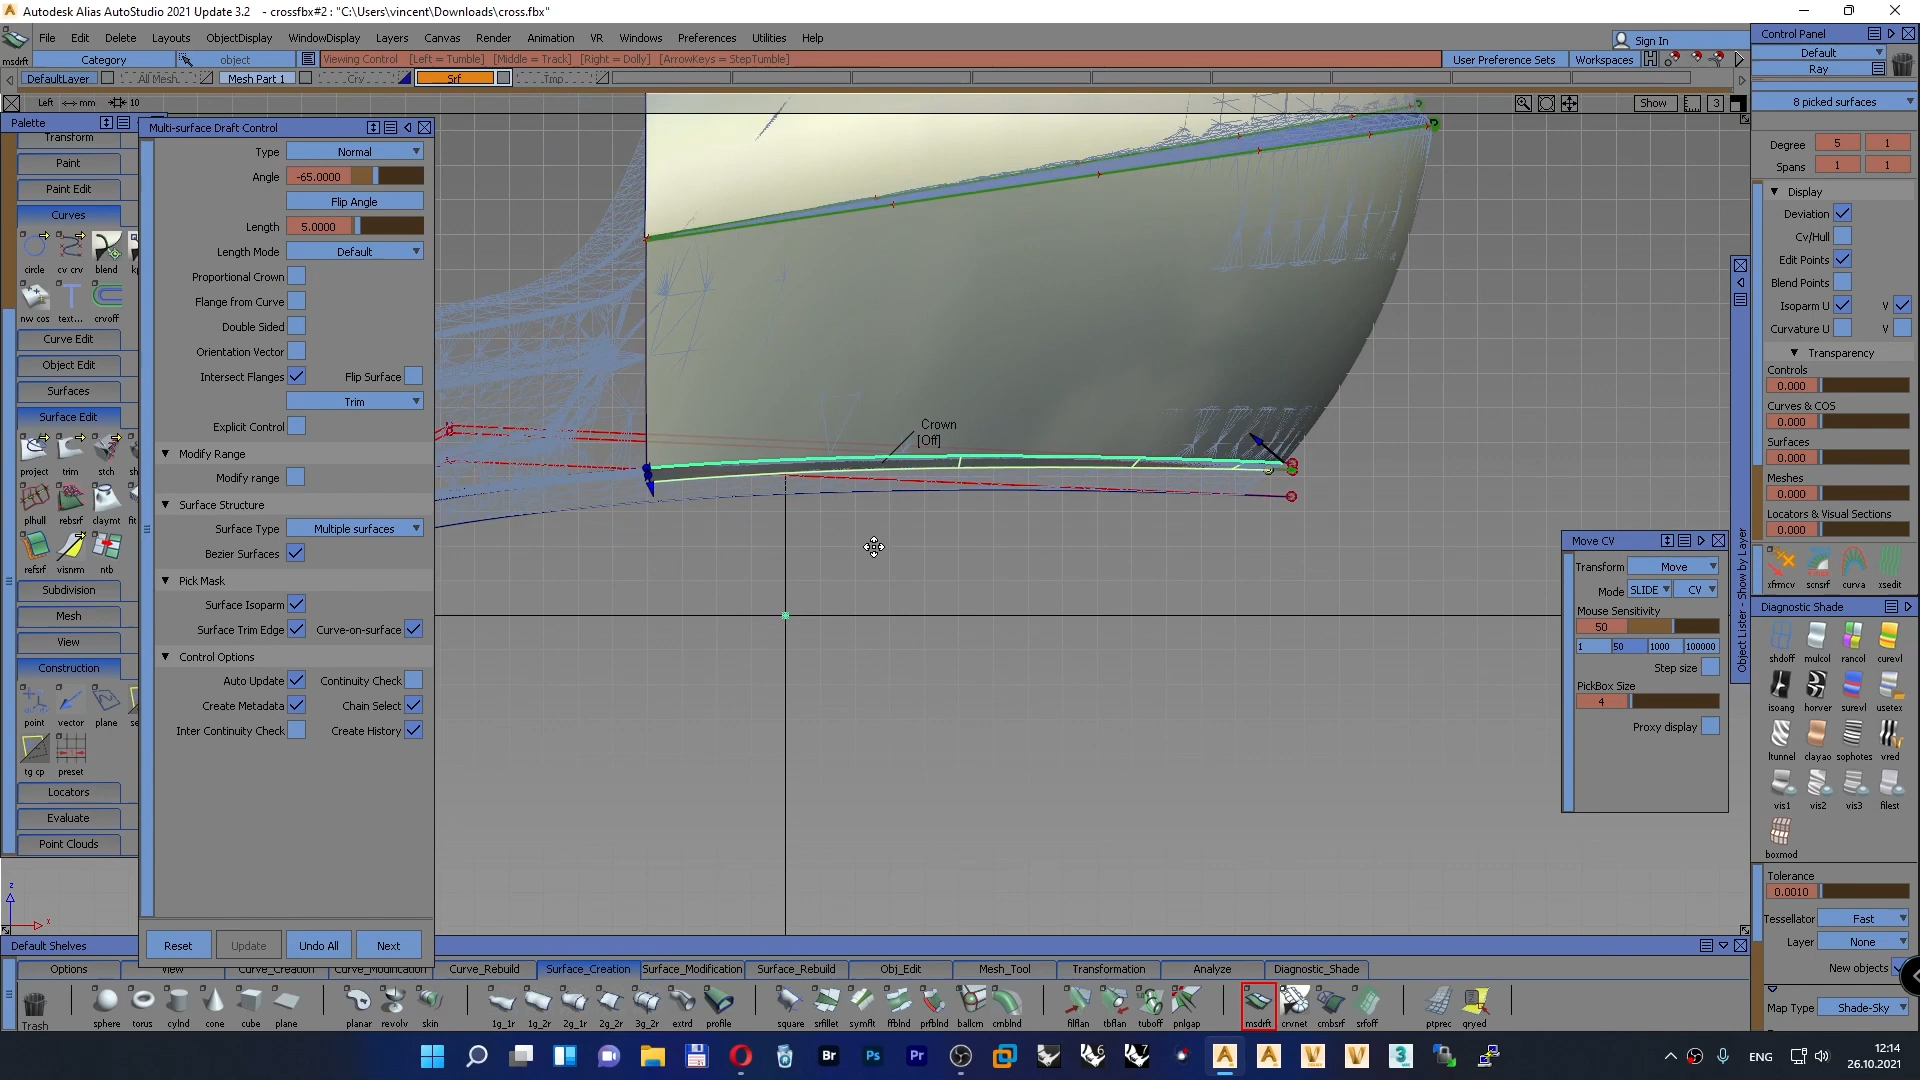 Autodesk Alias AutoStudio 2021 Update 3.2 - crossfbx#2 : "C:\Users\vincent\Downloads\cross.fbx"
msdrft File Edit Delete Layouts ObjectDisplay WindowDisplay Layers Canvas Render Animation VR Windows Preferences Utilities Help Sign In
Category object Viewing Control [Left = Tumble] [Middle = Track] [Right = Dolly] [ArrowKeys = StepTumble] User Preference Sets Workspaces
DefaultLayer All Mesh Mesh Part 1 Crv Srf Tmp
Left mm 10 Show 3
Palette
Transform
Paint
Paint Edit
Curves
circle cv crv blend
nw cos text... crvoff
Curve Edit
Object Edit
Surfaces
Surface Edit
project trim stch
plhull rebsrf claymt fit
refsrf visnrm ntb
Subdivision
Mesh
View
Construction
point vector plane
tg cp preset
Locators
Evaluate
Point Clouds
Multi-surface Draft Control
Type Normal
Angle -65.0000
Flip Angle
Length 5.0000
Length Mode Default
Proportional Crown
Flange from Curve
Double Sided
Orientation Vector
Intersect Flanges Flip Surface
Trim
Explicit Control
Modify Range
Modify range
Surface Structure
Surface Type Multiple surfaces
Bezier Surfaces
Pick Mask
Surface Isoparm
Surface Trim Edge Curve-on-surface
Control Options
Auto Update Continuity Check
Create Metadata Chain Select
Inter Continuity Check Create History
Reset Update Undo All Next
Crown
[Off]
z
x
Move CV
Transform Move
Mode SLIDE CV
Mouse Sensitivity
50
1 50 1000 100000
Step size
PickBox Size
4
Proxy display
Object Lister - Show by Layer
Control Panel
Default
Ray
8 picked surfaces
Degree 5 1
Spans 1 1
Display
Deviation
Cv/Hull
Edit Points
Blend Points
Isoparm U V
Curvature U V
Transparency
Controls
0.000
Curves & COS
0.000
Surfaces
0.000
Meshes
0.000
Locators & Visual Sections
0.000
xfrmcv scnsrf curva xsedit
Diagnostic Shade
shdoff mulcol rancol curevl
isoang horver surevl usetex
ltunnel clayao sophotes vred
vis1 vis2 vis3 filest
boxmod
Tolerance
0.0010
Tessellator Fast
Layer None
New objects
Map Type Shade-Sky
Default Shelves
Options View Curve_Creation Curve_Modification Curve_Rebuild Surface_Creation Surface_Modification Surface_Rebuild Obj_Edit Mesh_Tool Transformation Analyze Diagnostic_Shade
Trash sphere torus cylnd cone cube plane planar revolv skin 1g_1r 1g_2r 2g_1r 2g_2r 3g_2r extrd profile square srfillet symflt ffblnd prfblnd ballcrn cmblnd filflan tbflan tuboff pnlgap msdrft crvnet cmbsrf srfoff ptprec qryed
Br Ps Pr 6 7 3 ENG 12:14
26.10.2021